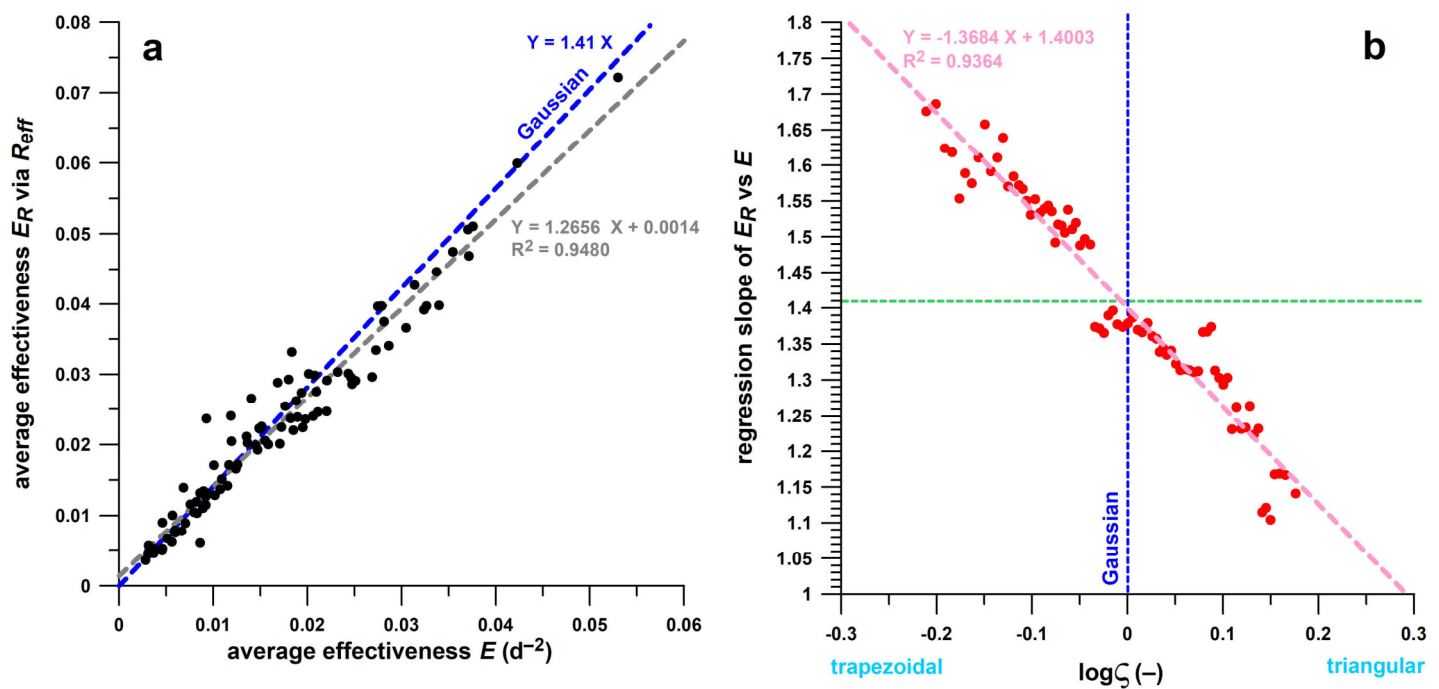 a
0.08
0.07
0.06
0.05
0.04
0.03
0.02
0.01
0
average effectiveness E_R via R_eff
Y = 1.41 X
Gaussian
Y = 1.2656 X + 0.0014
R² = 0.9480
0 0.01 0.02 0.03 0.04 0.05 0.06
average effectiveness E (d⁻²)
b
1.8
1.75
1.7
1.65
1.6
1.55
1.5
1.45
1.4
1.35
1.3
1.25
1.2
1.15
1.1
1.05
1
regression slope of E_R vs E
Y = -1.3684 X + 1.4003
R² = 0.9364
Gaussian
-0.3 -0.2 -0.1 0 0.1 0.2 0.3
trapezoidal logζ (–) triangular